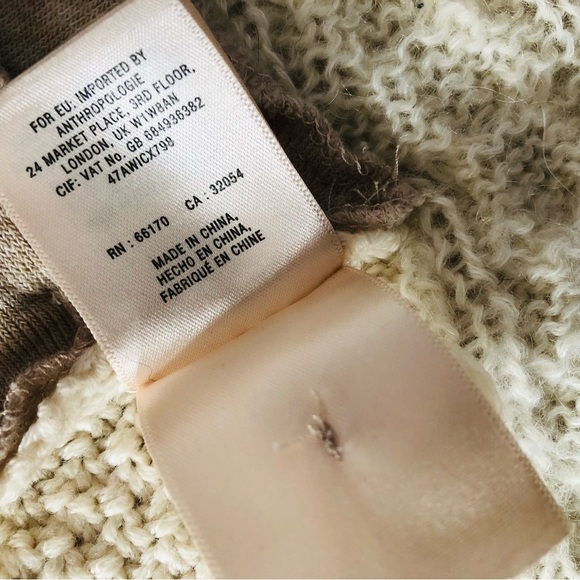 FOR EU: IMPORTED BY
ANTHROPOLOGIE
24 MARKET PLACE, 3RD FLOOR,
LONDON, UK W1W8AN
CIF: VAT No. GB 684936382
47AWICX798
RN : 66170 CA : 32054
MADE IN CHINA,
HECHO EN CHINA,
FABRIQUÉ EN CHINE